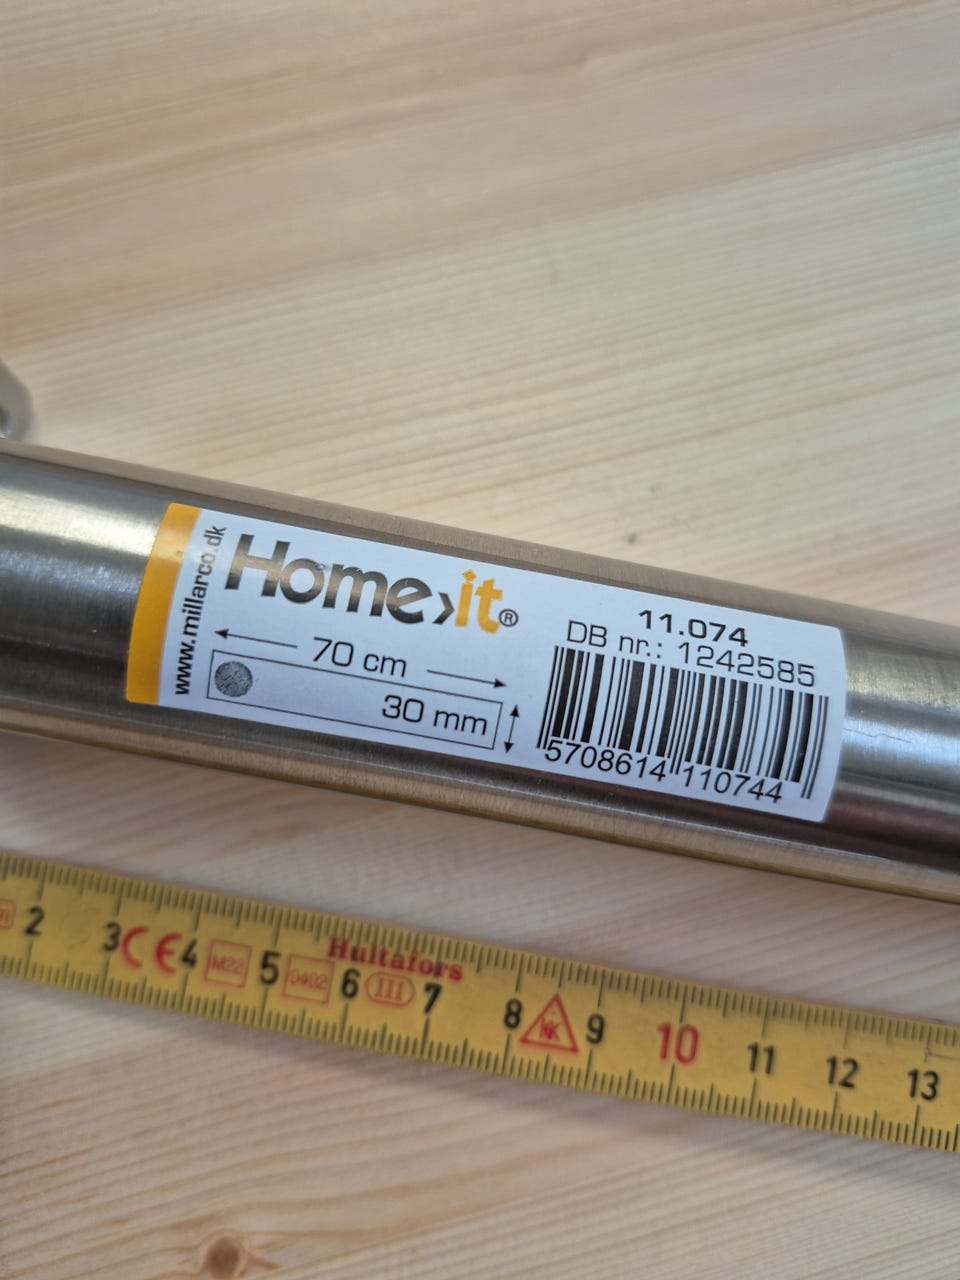 www.millarco.dk
Home>it®
70 cm
30 mm
11.074
DB nr.: 1242585
5708614 110744
2 3 CE 4 M22 5 0402 6 III 7 8 9 10 11 12 13
Hultafors